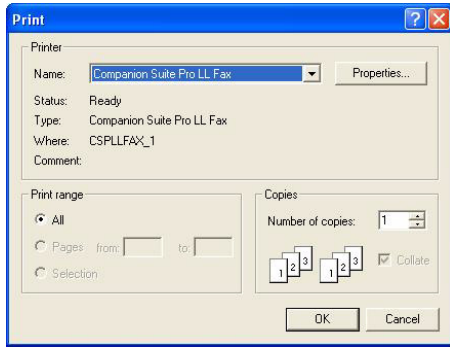 Print
Printer
Name: Companion Suite Pro LL Fax Properties...
Status: Ready
Type: Companion Suite Pro LL Fax
Where: CSPLLFAX_1
Comment:
Print range
All
Pages from: to:
Selection
Copies
Number of copies: 1
1 2 3 1 2 3
Collate
OK Cancel